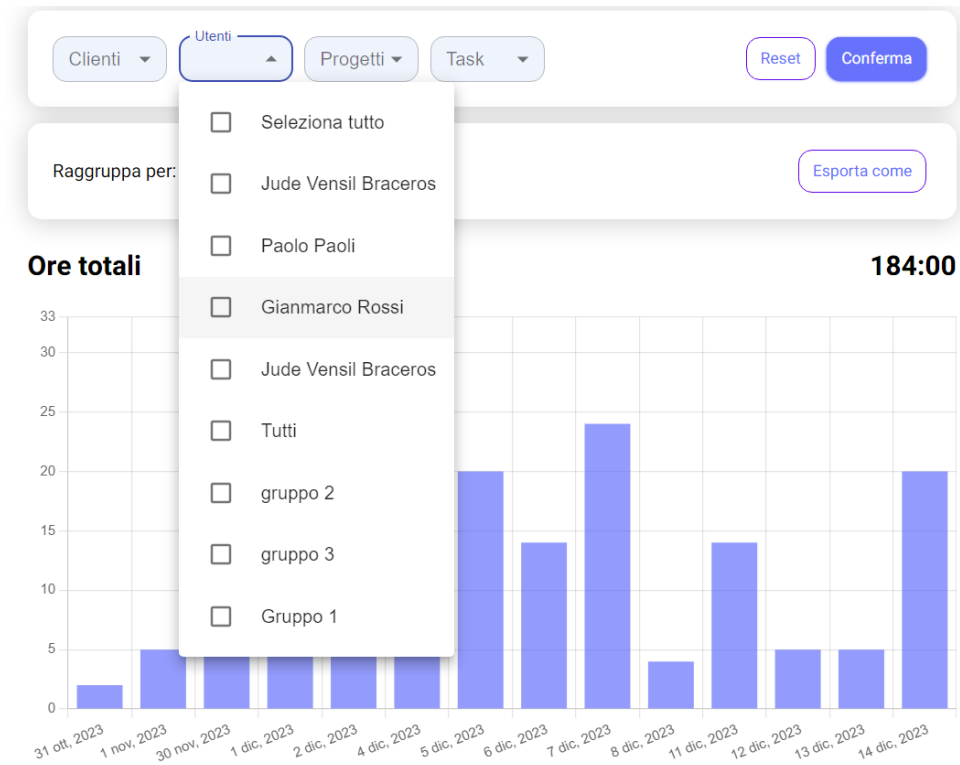 Utenti
Clienti
Progetti
Task
Reset
Conferma
Seleziona tutto
Jude Vensil Braceros
Paolo Paoli
Gianmarco Rossi
Jude Vensil Braceros
Tutti
gruppo 2
gruppo 3
Gruppo 1
Raggruppa per:
Esporta come
Ore totali
184:00
33
30
25
20
15
10
5
0
31 ott, 2023
1 nov, 2023
30 nov, 2023
1 dic, 2023
2 dic, 2023
4 dic, 2023
5 dic, 2023
6 dic, 2023
7 dic, 2023
8 dic, 2023
11 dic, 2023
12 dic, 2023
13 dic, 2023
14 dic, 2023